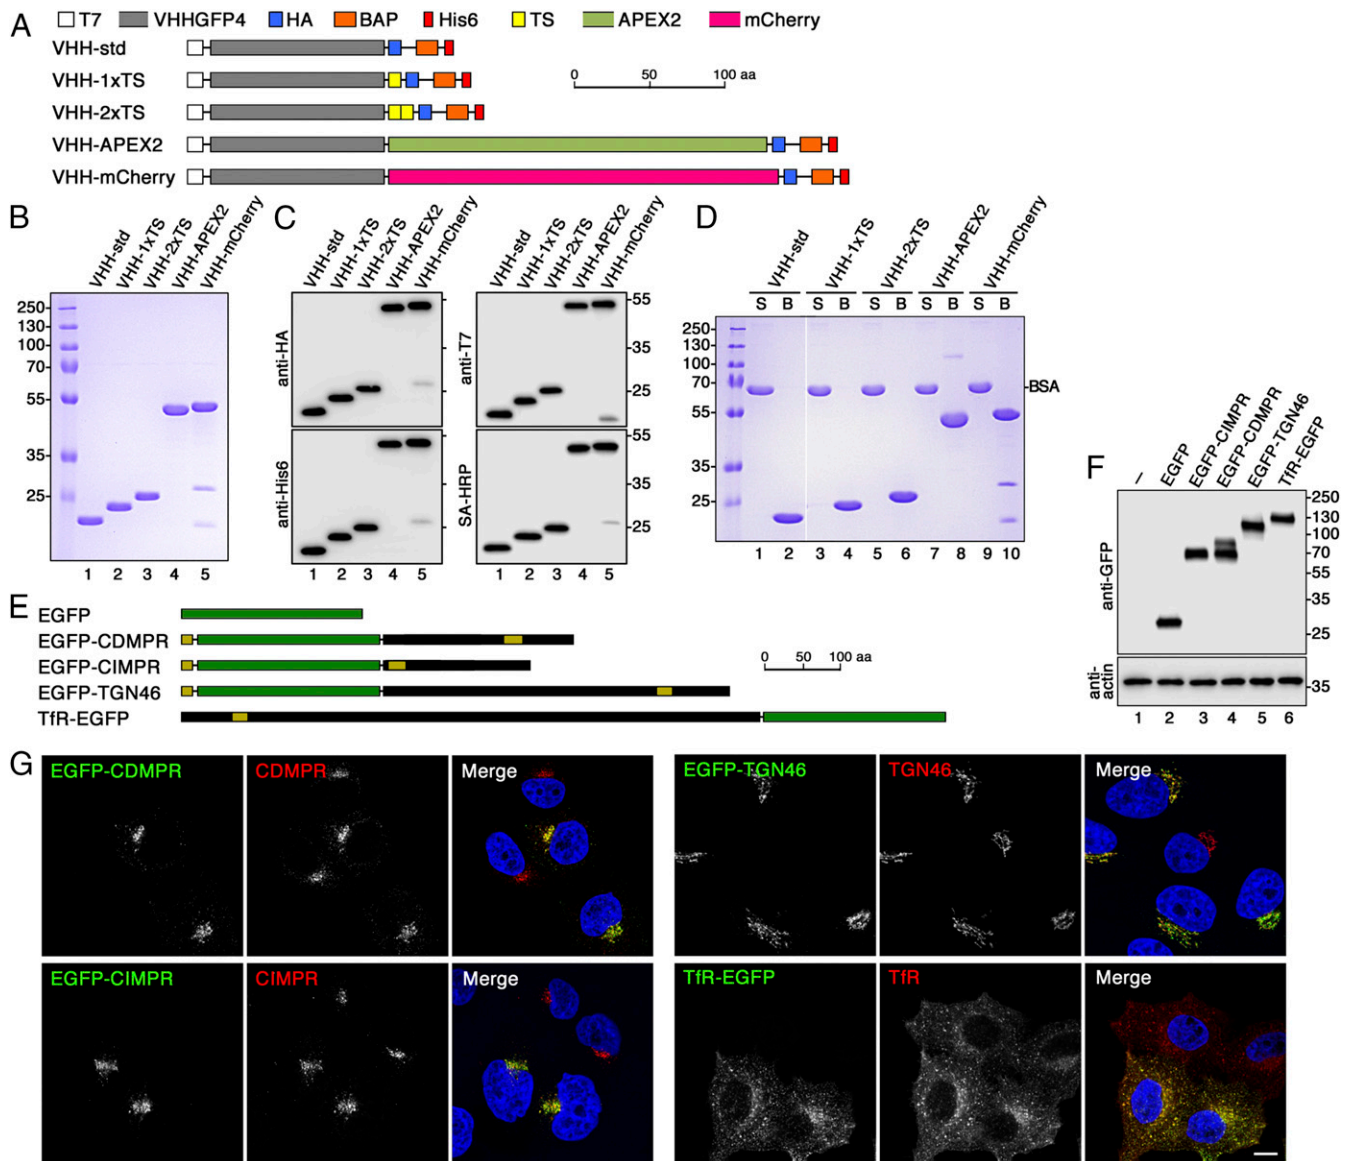 A
T7 VHHGFP4 HA BAP His6 TS APEX2 mCherry
VHH-std
VHH-1xTS
VHH-2xTS
VHH-APEX2
VHH-mCherry
0 50 100 aa
B
VHH-std
VHH-1xTS
VHH-2xTS
VHH-APEX2
VHH-mCherry
250
130
100
70
55
35
25
1 2 3 4 5
C
VHH-std
VHH-1xTS
VHH-2xTS
VHH-APEX2
VHH-mCherry
VHH-std
VHH-1xTS
VHH-2xTS
VHH-APEX2
VHH-mCherry
anti-HA
anti-T7
55
35
25
anti-His6
SA-HRP
55
35
25
1 2 3 4 5
1 2 3 4 5
D
VHH-std
VHH-1xTS
VHH-2xTS
VHH-APEX2
VHH-mCherry
S B S B S B S B S B
250
130
100
70
55
35
25
BSA
1 2 3 4 5 6 7 8 9 10
E
EGFP
EGFP-CDMPR
EGFP-CIMPR
EGFP-TGN46
TfR-EGFP
0 50 100 aa
F
–
EGFP
EGFP-CIMPR
EGFP-CDMPR
EGFP-TGN46
TfR-EGFP
anti-GFP
250
130
100
70
55
35
25
anti-
actin
35
1 2 3 4 5 6
G
EGFP-CDMPR CDMPR Merge
EGFP-TGN46 TGN46 Merge
EGFP-CIMPR CIMPR Merge
TfR-EGFP TfR Merge